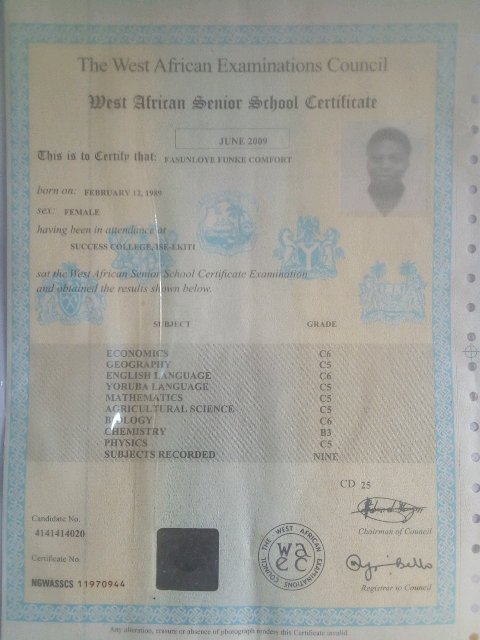 The West African Examinations Council
West African Senior School Certificate
JUNE 2009
This is to Certify that: FASUNLOYE FUNKE COMFORT
born on: FEBRUARY 12, 1989
sex: FEMALE
having been in attendance at
SUCCESS COLLEGE, ISE-EKITI
sat the West African Senior School Certificate Examination
and obtained the results shown below.
SUBJECT GRADE
ECONOMICS C6
GEOGRAPHY C5
ENGLISH LANGUAGE C6
YORUBA LANGUAGE C5
MATHEMATICS C5
AGRICULTURAL SCIENCE C5
BIOLOGY C6
CHEMISTRY B3
PHYSICS C5
SUBJECTS RECORDED NINE
CD 25
Candidate No.
4141414020
Chairman of Council
Certificate No.
NGWASSCS 11970944
THE WEST AFRICAN EXAMINATIONS COUNCIL
waec
Registrar to Council
Any alteration, erasure or absence of photograph renders this Certificate invalid